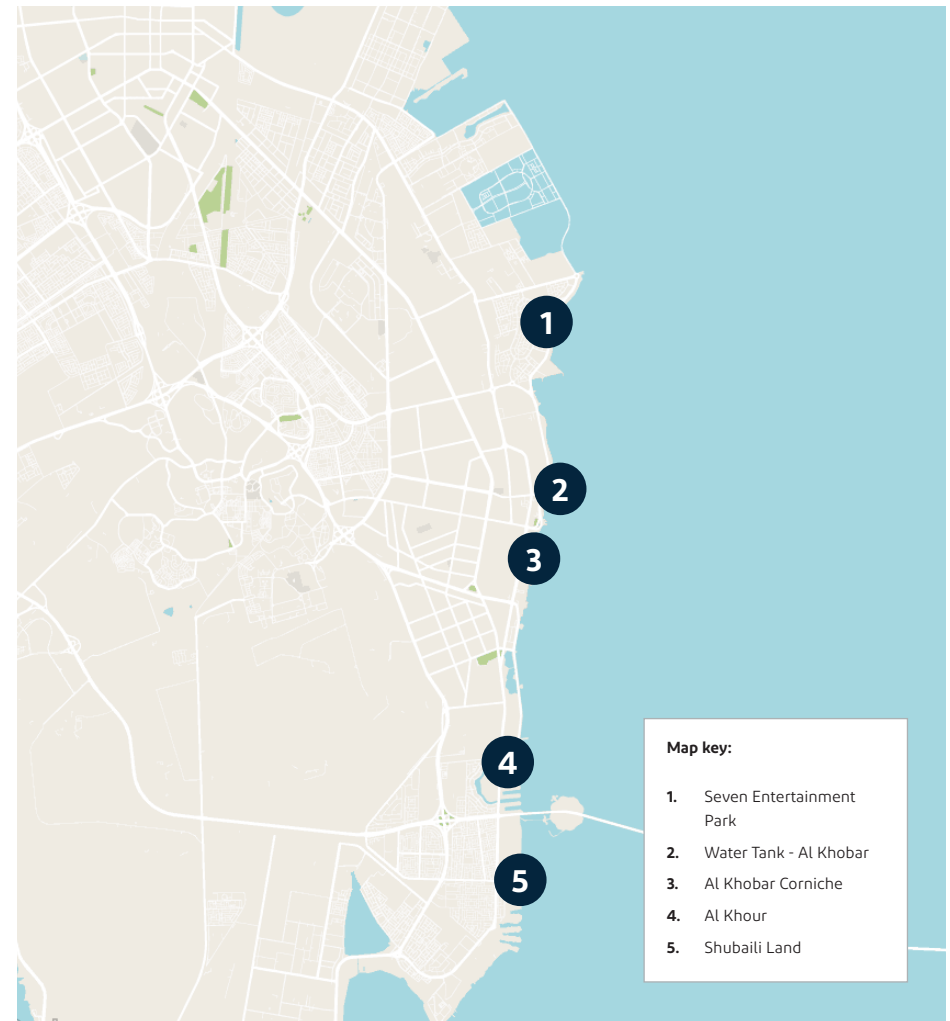 1
2
3
4
5
Map key:
1. Seven Entertainment
Park
2. Water Tank - Al Khobar
3. Al Khobar Corniche
4. Al Khour
5. Shubaili Land